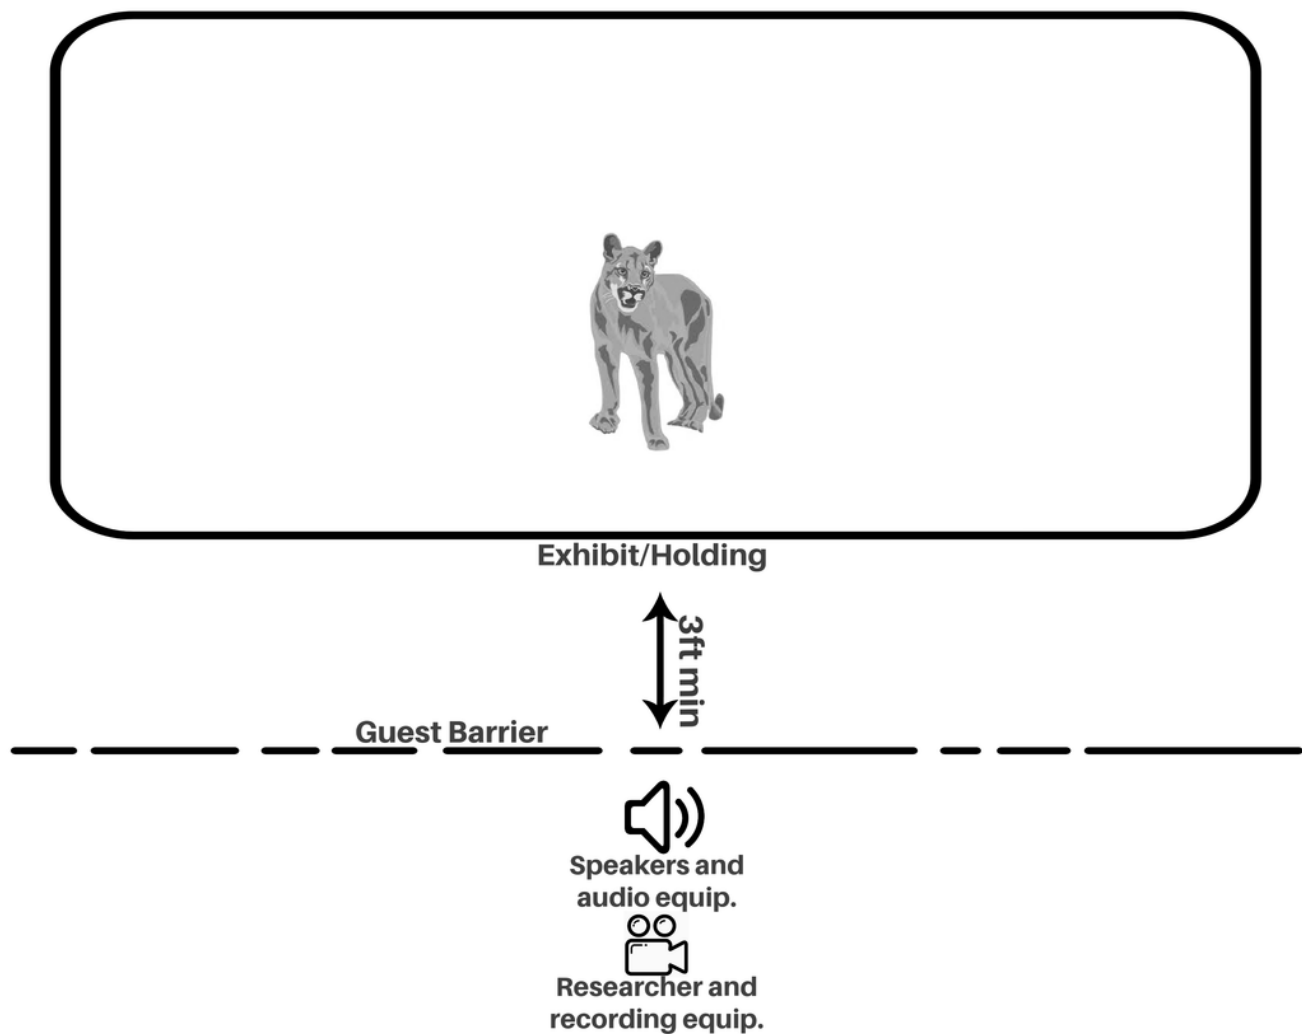 Exhibit/Holding
3ft min
Guest Barrier
Speakers and
audio equip.
Researcher and
recording equip.